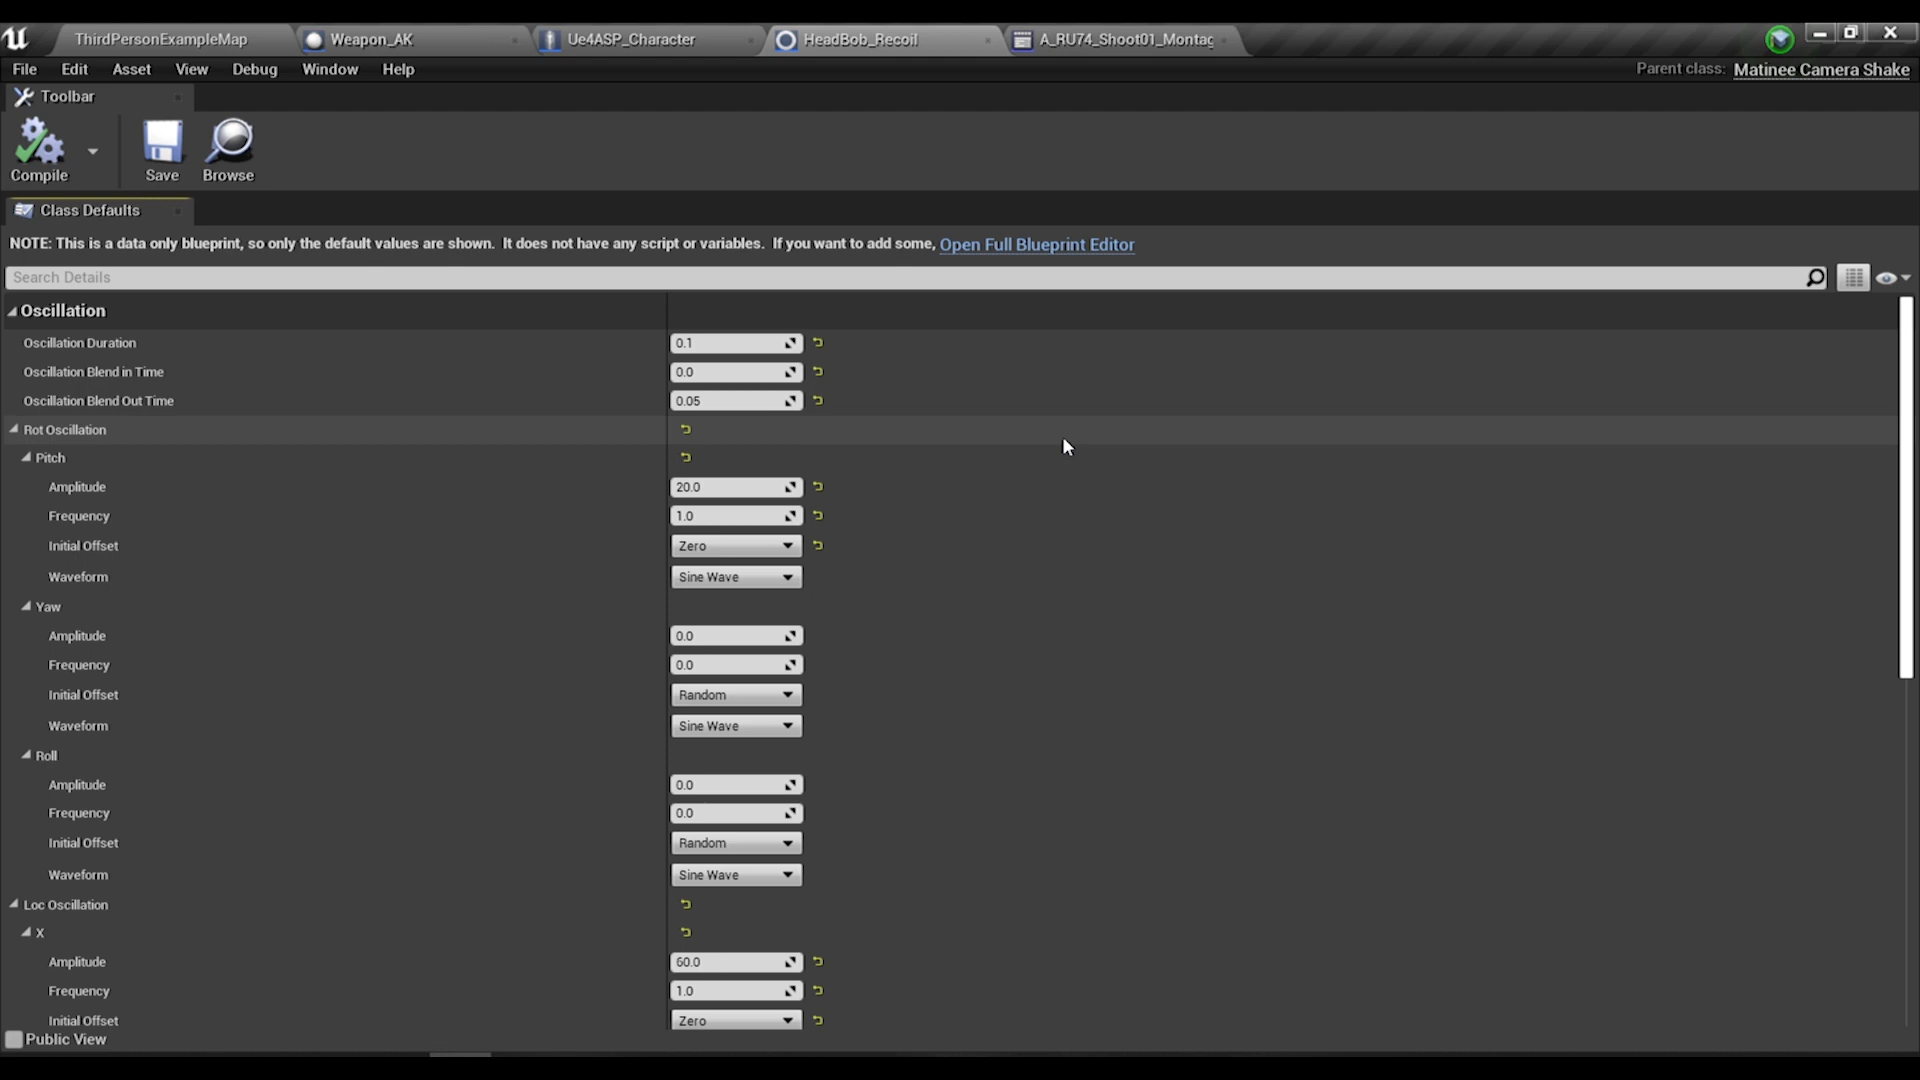 ThirdPersonExampleMap Weapon_AK Ue4ASP_Character HeadBob_Recoil A_RU74_Shoot01_Montag
File Edit Asset View Debug Window Help Parent class: Matinee Camera Shake
Toolbar
Compile Save Browse
Class Defaults
NOTE: This is a data only blueprint, so only the default values are shown. It does not have any script or variables. If you want to add some, Open Full Blueprint Editor
Search Details
Oscillation
Oscillation Duration 0.1
Oscillation Blend in Time 0.0
Oscillation Blend Out Time 0.05
Rot Oscillation
Pitch
Amplitude 20.0
Frequency 1.0
Initial Offset Zero
Waveform Sine Wave
Yaw
Amplitude 0.0
Frequency 0.0
Initial Offset Random
Waveform Sine Wave
Roll
Amplitude 0.0
Frequency 0.0
Initial Offset Random
Waveform Sine Wave
Loc Oscillation
X
Amplitude 60.0
Frequency 1.0
Initial Offset Zero
Public View